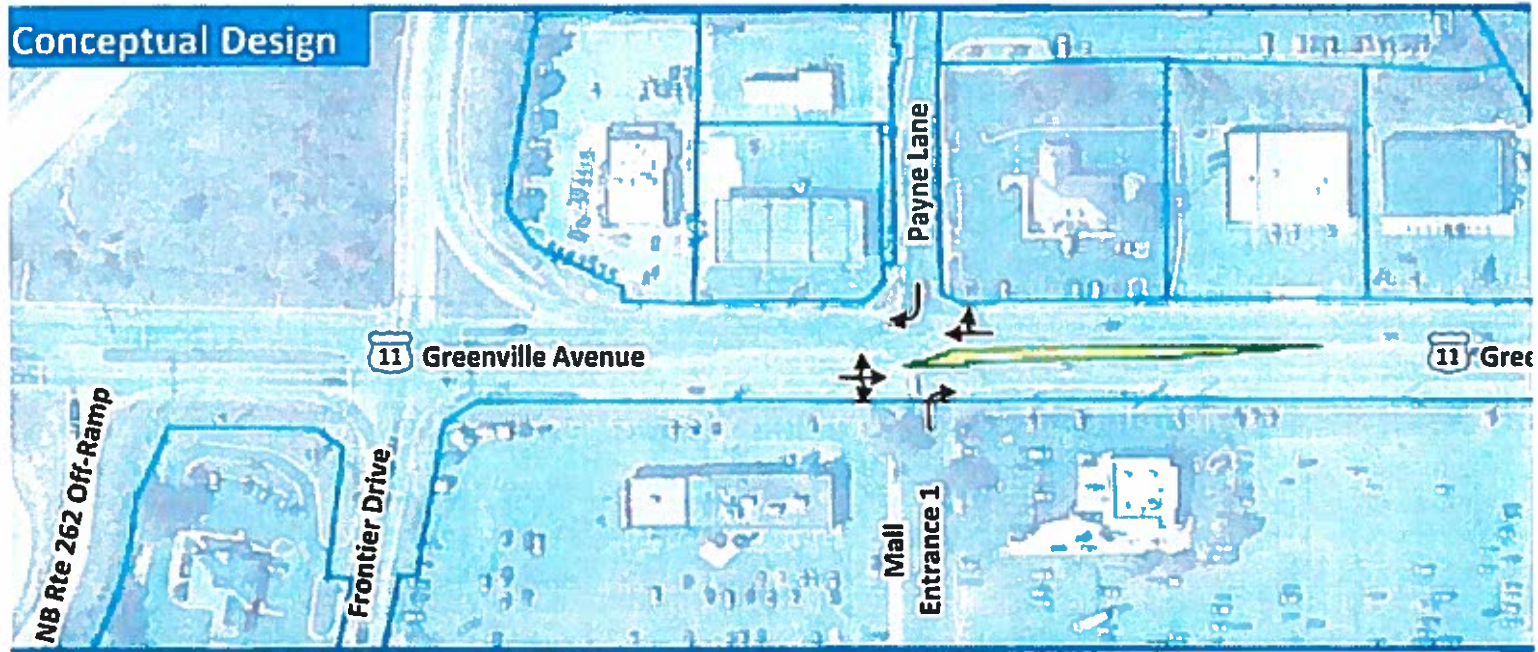 Conceptual Design
Payne Lane
11 Greenville Avenue
11 Gree
NB Rte 262 Off-Ramp
Frontier Drive
Mall
Entrance 1